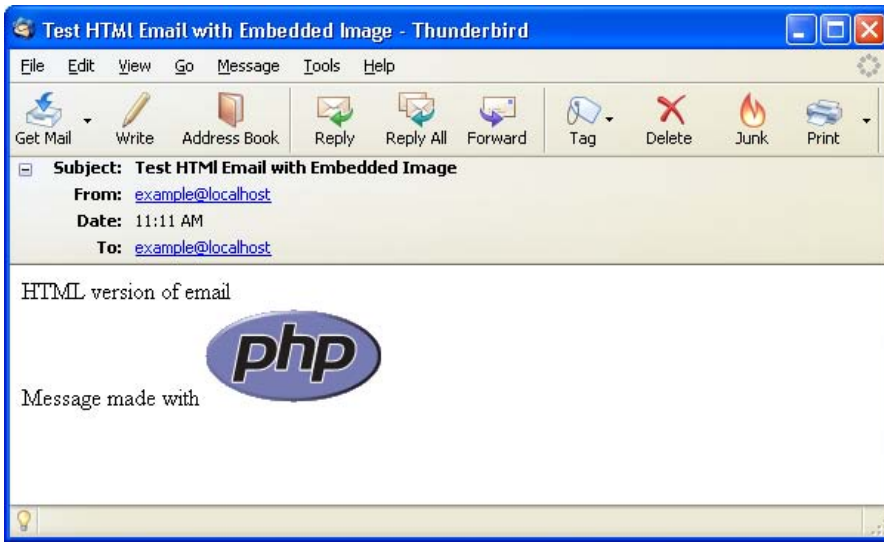 Test HTMl Email with Embedded Image - Thunderbird
File Edit View Go Message Tools Help
Get Mail Write Address Book Reply Reply All Forward Tag Delete Junk Print
Subject: Test HTMl Email with Embedded Image
From: example@localhost
Date: 11:11 AM
To: example@localhost
HTML version of email
php
Message made with